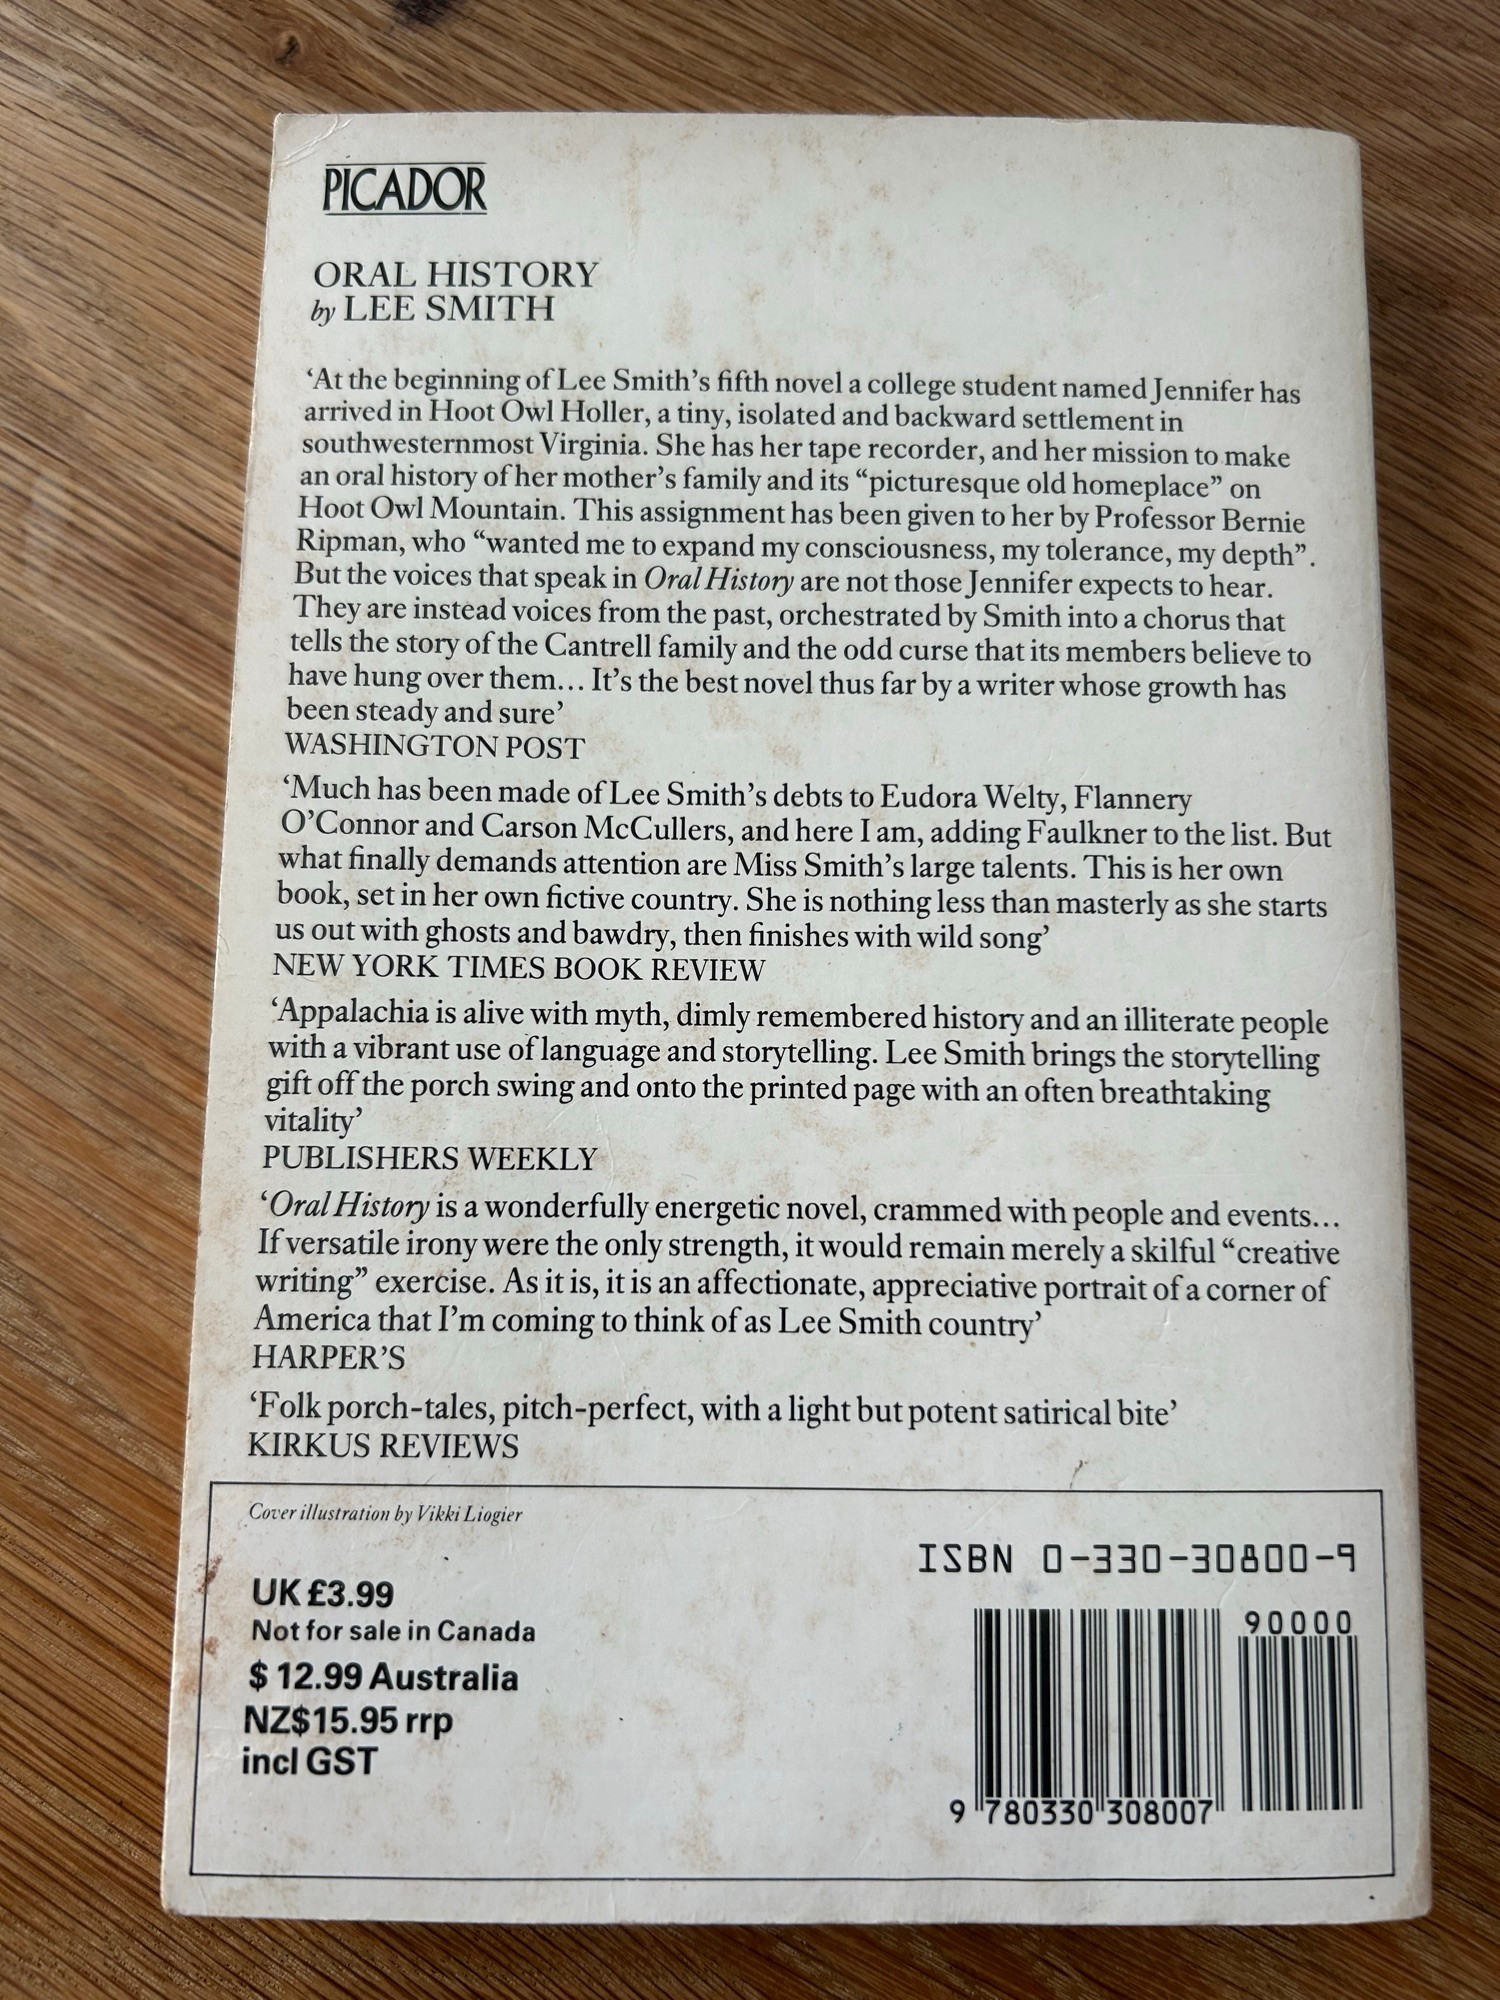 PICADOR
ORAL HISTORY
by LEE SMITH
‘At the beginning of Lee Smith’s fifth novel a college student named Jennifer has
arrived in Hoot Owl Holler, a tiny, isolated and backward settlement in
southwesternmost Virginia. She has her tape recorder, and her mission to make
an oral history of her mother’s family and its “picturesque old homeplace” on
Hoot Owl Mountain. This assignment has been given to her by Professor Bernie
Ripman, who “wanted me to expand my consciousness, my tolerance, my depth”.
But the voices that speak in Oral History are not those Jennifer expects to hear.
They are instead voices from the past, orchestrated by Smith into a chorus that
tells the story of the Cantrell family and the odd curse that its members believe to
have hung over them... It’s the best novel thus far by a writer whose growth has
been steady and sure’
WASHINGTON POST
‘Much has been made of Lee Smith’s debts to Eudora Welty, Flannery
O’Connor and Carson McCullers, and here I am, adding Faulkner to the list. But
what finally demands attention are Miss Smith’s large talents. This is her own
book, set in her own fictive country. She is nothing less than masterly as she starts
us out with ghosts and bawdry, then finishes with wild song’
NEW YORK TIMES BOOK REVIEW
‘Appalachia is alive with myth, dimly remembered history and an illiterate people
with a vibrant use of language and storytelling. Lee Smith brings the storytelling
gift off the porch swing and onto the printed page with an often breathtaking
vitality’
PUBLISHERS WEEKLY
‘Oral History is a wonderfully energetic novel, crammed with people and events...
If versatile irony were the only strength, it would remain merely a skilful “creative
writing” exercise. As it is, it is an affectionate, appreciative portrait of a corner of
America that I’m coming to think of as Lee Smith country’
HARPER’S
‘Folk porch-tales, pitch-perfect, with a light but potent satirical bite’
KIRKUS REVIEWS
Cover illustration by Vikki Liogier
UK £3.99
Not for sale in Canada
$ 12.99 Australia
NZ$15.95 rrp
incl GST
ISBN 0-330-30800-9
90000
9 780330 308007